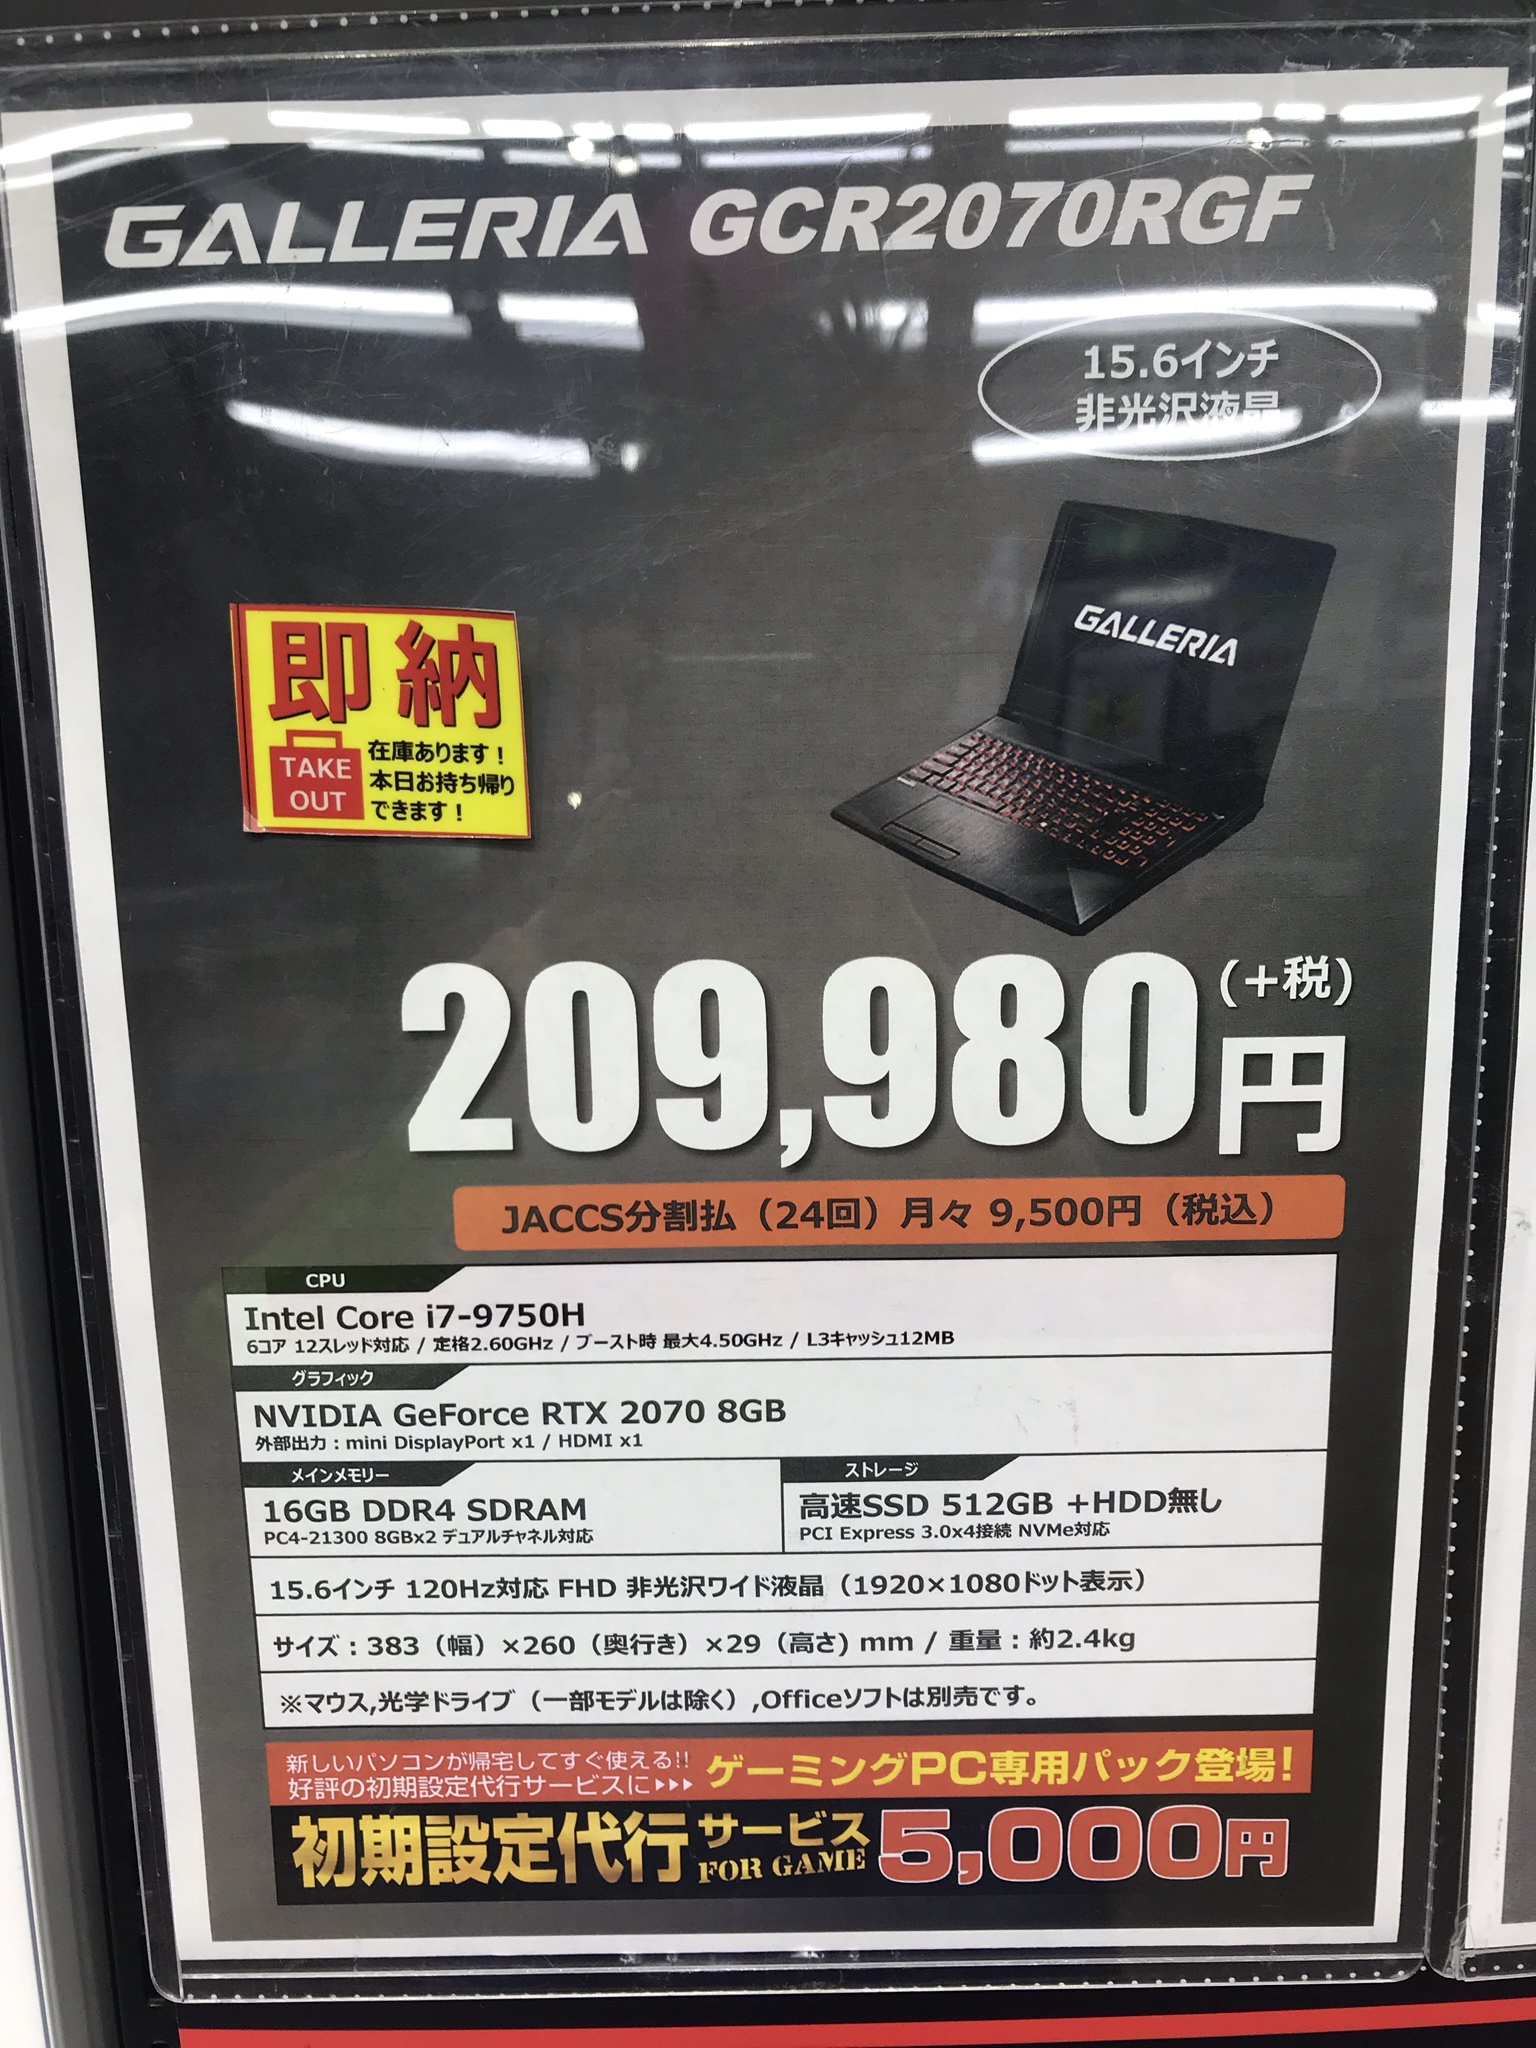 GALLERIA GCR2070RGF
15.6インチ
非光沢液晶
GALLERIA
即納
TAKE
OUT
在庫あります！
本日お持ち帰り
できます！
209,980円(+税)
JACCS分割払（24回）月々 9,500円（税込）
CPU
Intel Core i7-9750H
6コア 12スレッド対応 / 定格2.60GHz / ブースト時 最大4.50GHz / L3キャッシュ12MB
グラフィック
NVIDIA GeForce RTX 2070 8GB
外部出力：mini DisplayPort x1 / HDMI x1
メインメモリー
16GB DDR4 SDRAM
PC4-21300 8GBx2 デュアルチャネル対応
ストレージ
高速SSD 512GB +HDD無し
PCI Express 3.0x4接続 NVMe対応
15.6インチ 120Hz対応 FHD 非光沢ワイド液晶（1920×1080ドット表示）
サイズ：383（幅）×260（奥行き）×29（高さ) mm / 重量：約2.4kg
※マウス,光学ドライブ（一部モデルは除く）,Officeソフトは別売です。
新しいパソコンが帰宅してすぐ使える!!
好評の初期設定代行サービスに▶▶▶
ゲーミングPC専用パック登場！
初期設定代行サービス FOR GAME 5,000円